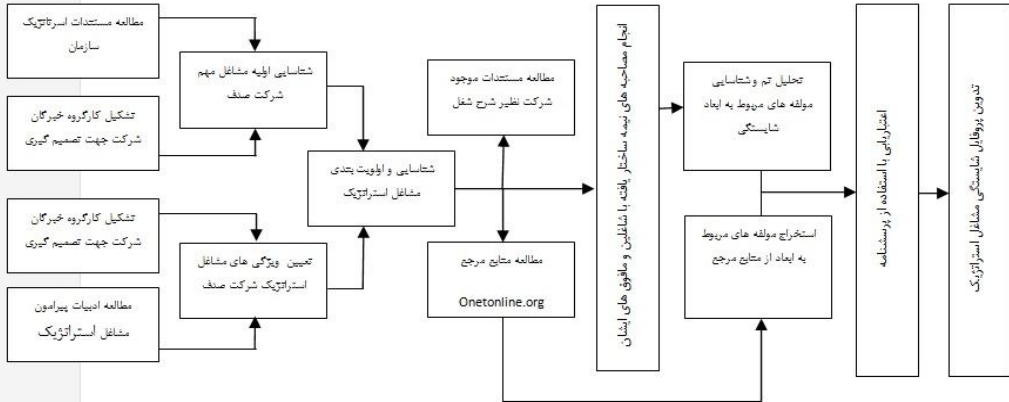 مطالعه مستندات اسرتاتژیک
سازمان
تشکیل کارگروه خبرگان
شرکت جهت تصمیم گیری
تشکیل کارگروه خبرگان
شرکت جهت تصمیم گیری
مطالعه ادبیات پیرامون
مشاغل استراتژیک
شناسایی اولیه مشاغل مهم
شرکت صدف
تعیین ویژگی های مشاغل
استراتژیک شرکت صدف
شناسایی و اولویت بندی
مشاغل استراتژیک
مطالعه مستندات موجود
شرکت نظیر شرح شغل
مطالعه منابع مرجع
Onetonline.org
انجام مصاحبه های نیمه ساختار یافته با شاغلین و مافوق های ایشان
تحلیل تم و شناسایی
مولفه های مربوط به ابعاد
شایستگی
استخراج مولفه های مربوط
به ابعاد از منابع مرجع
اعتباریابی با استفاده از پرسشنامه
تدوین پروفایل شایستگی مشاغل استراتژیک